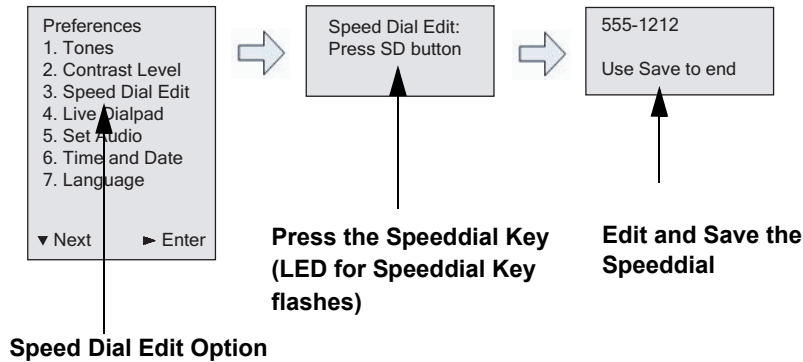 Preferences
1. Tones
2. Contrast Level
3. Speed Dial Edit
4. Live Dialpad
5. Set Audio
6. Time and Date
7. Language
▼ Next ► Enter
Speed Dial Edit Option
Speed Dial Edit:
Press SD button
Press the Speeddial Key
(LED for Speeddial Key
flashes)
555-1212
Use Save to end
Edit and Save the
Speeddial